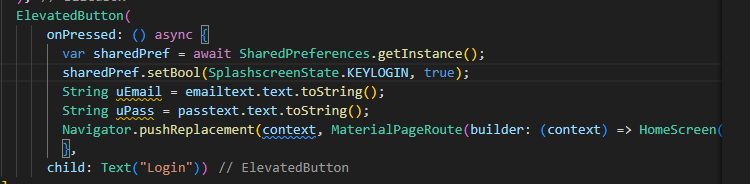 ElevatedButton(
onPressed: () async {
var sharedPref = await SharedPreferences.getInstance();
sharedPref.setBool(SplashscreenState.KEYLOGIN, true);
String uEmail = emailtext.text.toString();
String uPass = passtext.text.toString();
Navigator.pushReplacement(context, MaterialPageRoute(builder: (context) => HomeScreen(
},
child: Text("Login")) // ElevatedButton